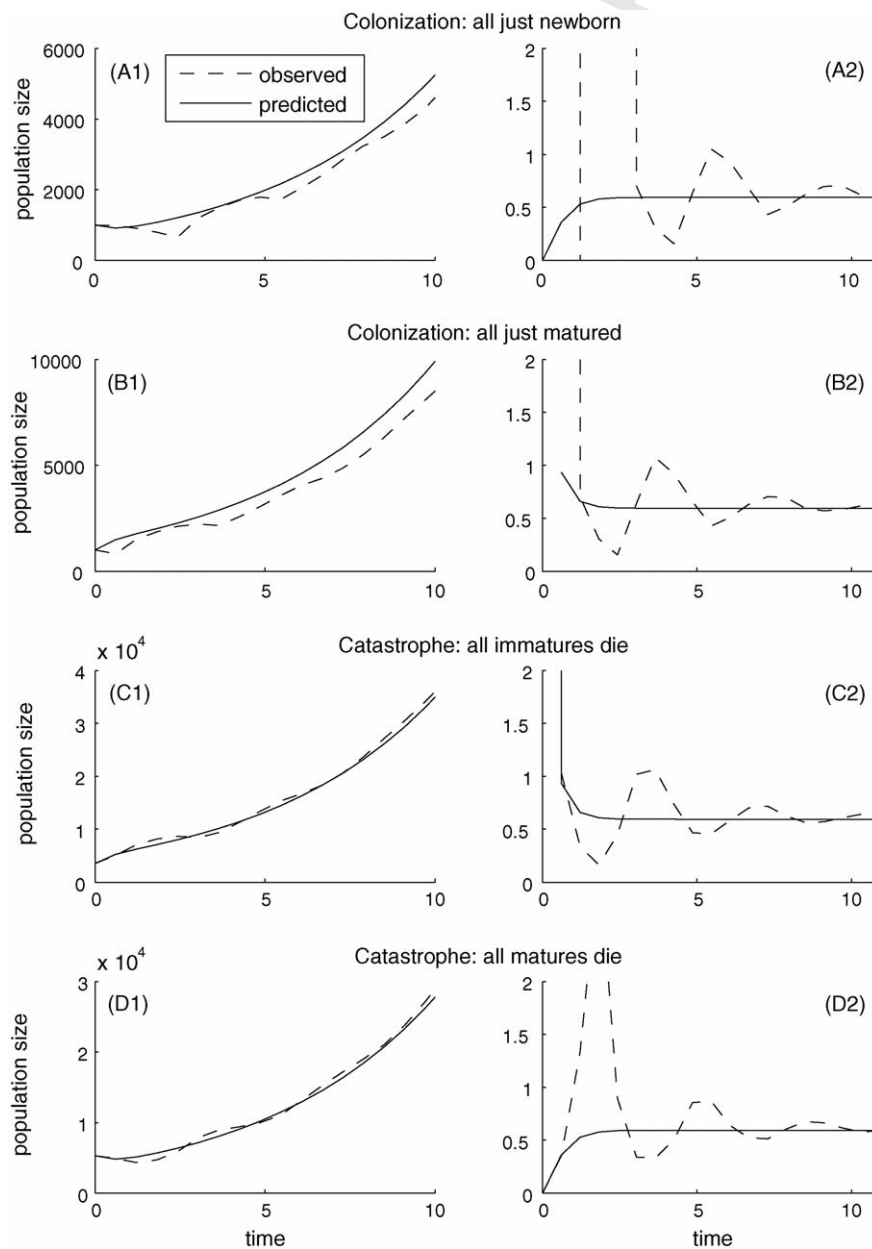 Colonization: all just newborn
(A1)
observed
predicted
population size
6000
4000
2000
0
0
5
10
(A2)
2
1.5
1
0.5
0
0
5
10
Colonization: all just matured
(B1)
population size
10000
5000
0
0
5
10
(B2)
2
1.5
1
0.5
0
0
5
10
Catastrophe: all immatures die
x 10^4
(C1)
population size
4
3
2
1
0
0
5
10
(C2)
2
1.5
1
0.5
0
0
5
10
Catastrophe: all matures die
x 10^4
(D1)
population size
3
2
1
0
0
5
10
time
(D2)
2
1.5
1
0.5
0
0
5
10
time